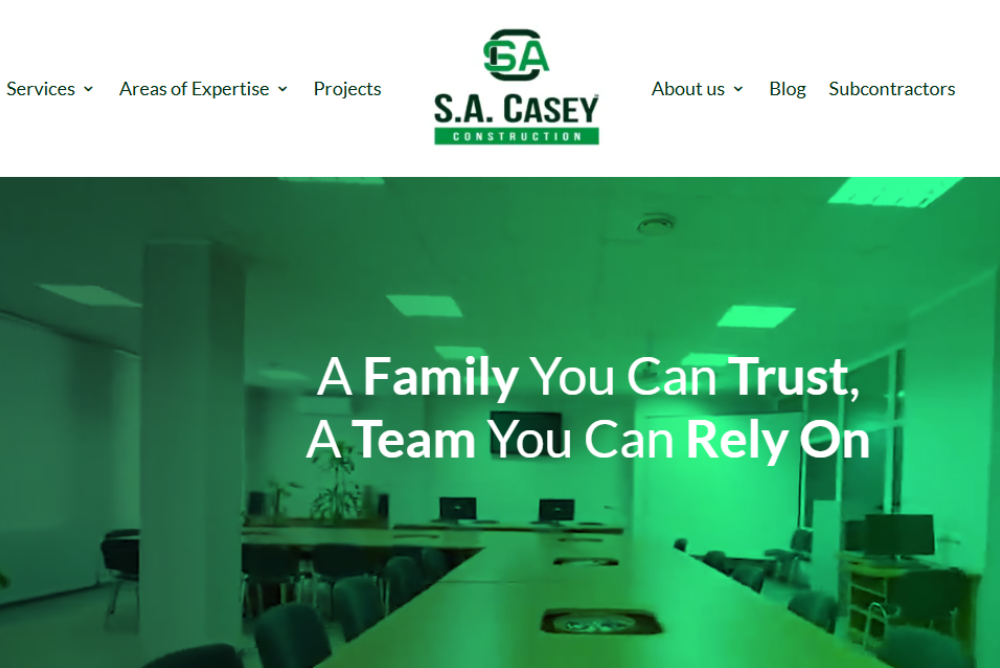 Services
Areas of Expertise
Projects
SA
S.A. CASEY
CONSTRUCTION
About us
Blog
Subcontractors
A Family You Can Trust,
A Team You Can Rely On